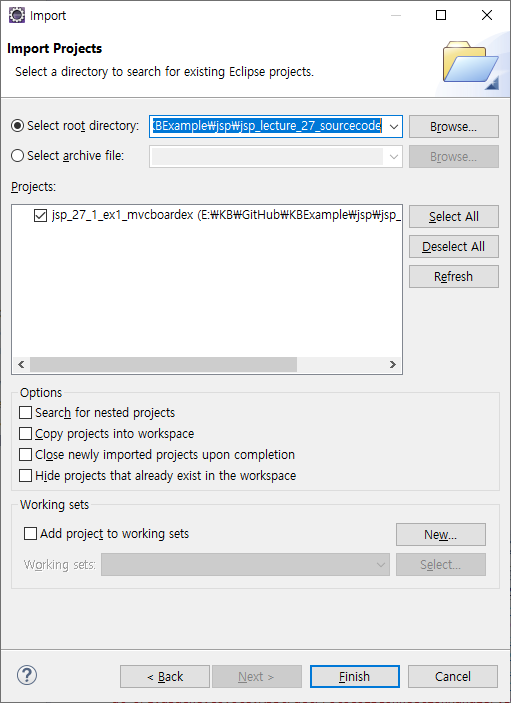 Import
Import Projects
Select a directory to search for existing Eclipse projects.
Select root directory: KBExample₩jsp₩jsp_lecture_27_sourcecode Browse...
Select archive file: Browse...
Projects:
jsp_27_1_ex1_mvcboardex (E:₩KB₩GitHub₩KBExample₩jsp₩jsp_
Select All
Deselect All
Refresh
Options
Search for nested projects
Copy projects into workspace
Close newly imported projects upon completion
Hide projects that already exist in the workspace
Working sets
Add project to working sets New...
Working sets: Select...
? < Back Next > Finish Cancel